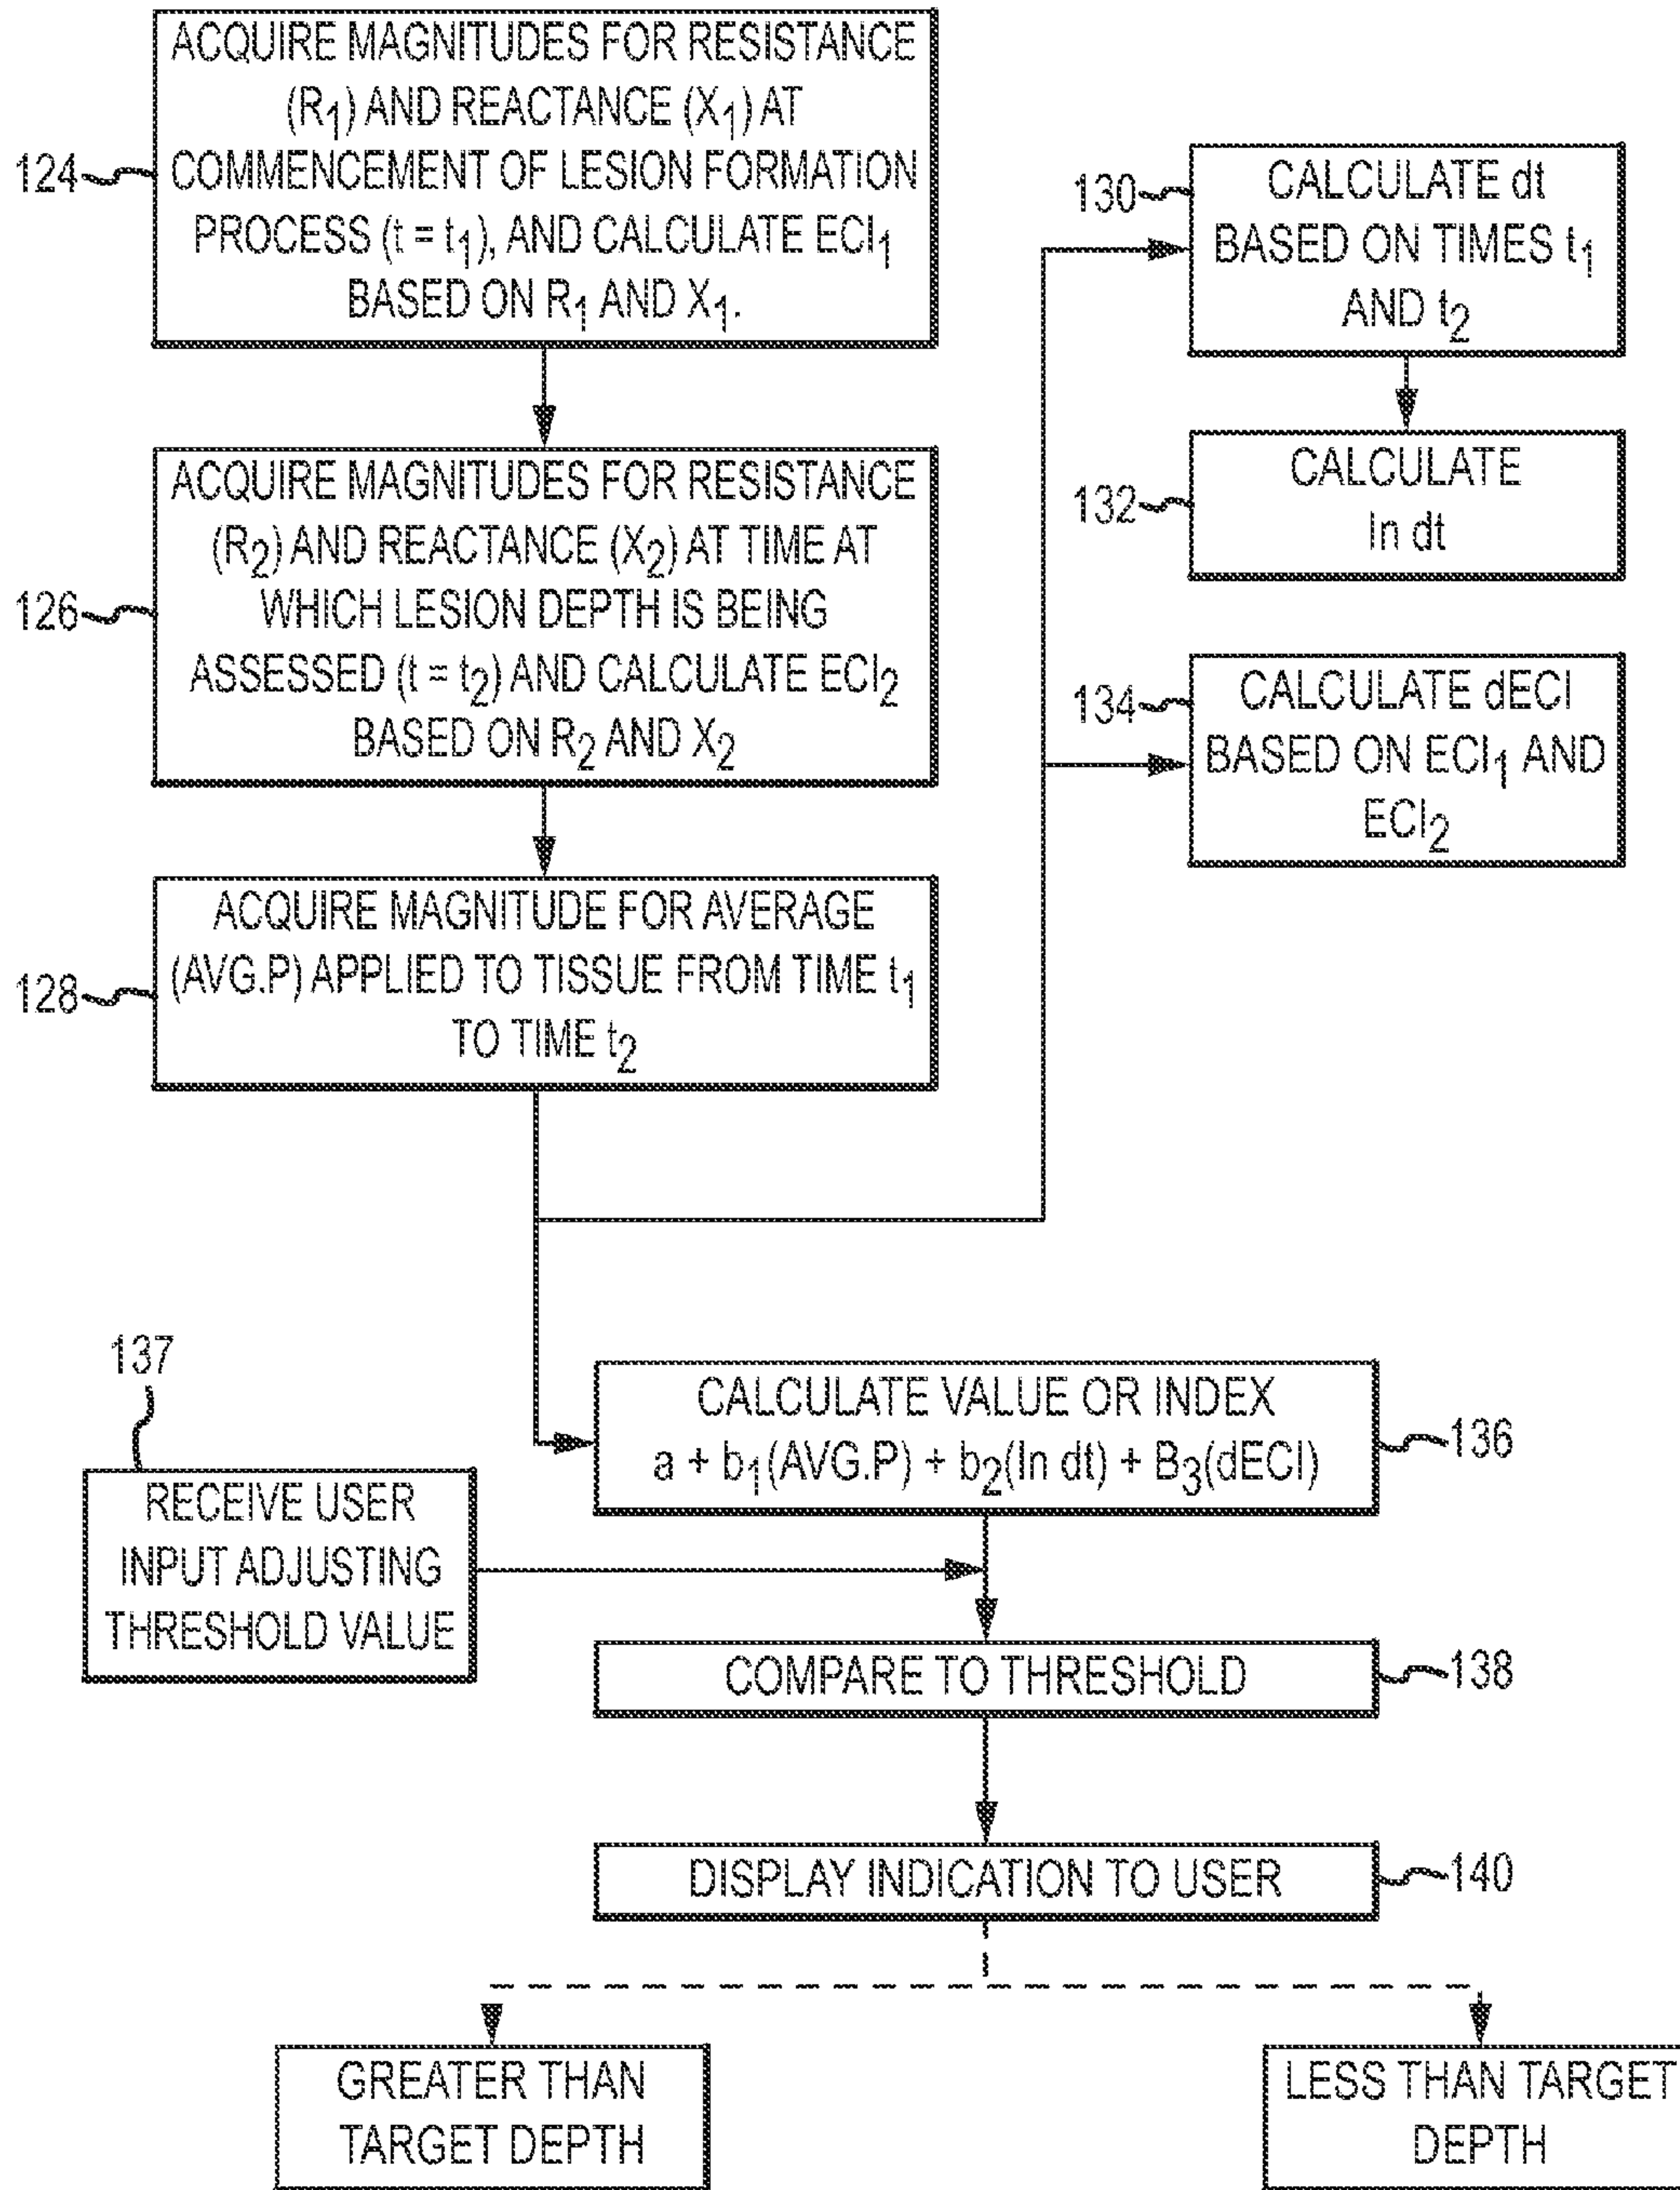 124
ACQUIRE MAGNITUDES FOR RESISTANCE
(R₁) AND REACTANCE (X₁) AT
COMMENCEMENT OF LESION FORMATION
PROCESS (t = t₁), AND CALCULATE ECI₁
BASED ON R₁ AND X₁.
126
ACQUIRE MAGNITUDES FOR RESISTANCE
(R₂) AND REACTANCE (X₂) AT TIME AT
WHICH LESION DEPTH IS BEING
ASSESSED (t = t₂) AND CALCULATE ECI₂
BASED ON R₂ AND X₂
128
ACQUIRE MAGNITUDE FOR AVERAGE
(AVG.P) APPLIED TO TISSUE FROM TIME t₁
TO TIME t₂
130
CALCULATE dt
BASED ON TIMES t₁
AND t₂
132
CALCULATE
ln dt
134
CALCULATE dECI
BASED ON ECI₁ AND
ECI₂
CALCULATE VALUE OR INDEX
a + b₁(AVG.P) + b₂(ln dt) + B₃(dECI)
136
137
RECEIVE USER
INPUT ADJUSTING
THRESHOLD VALUE
COMPARE TO THRESHOLD
138
DISPLAY INDICATION TO USER
140
GREATER THAN
TARGET DEPTH
LESS THAN TARGET
DEPTH